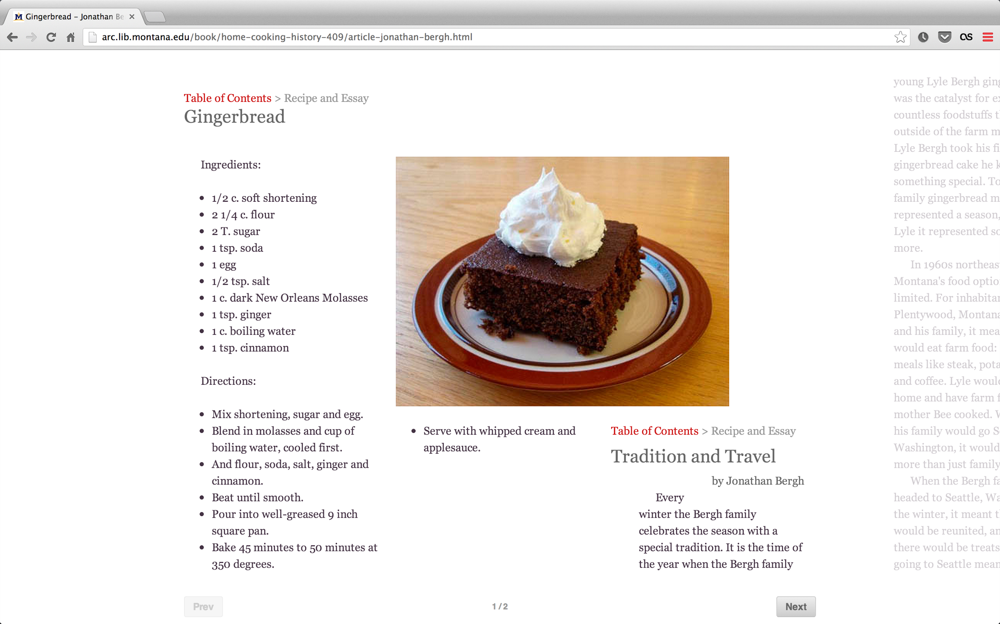 Gingerbread – Jonathan Be
arc.lib.montana.edu/book/home-cooking-history-409/article-jonathan-bergh.html
Table of Contents > Recipe and Essay
Gingerbread
Ingredients:
1/2 c. soft shortening
2 1/4 c. flour
2 T. sugar
1 tsp. soda
1 egg
1/2 tsp. salt
1 c. dark New Orleans Molasses
1 tsp. ginger
1 c. boiling water
1 tsp. cinnamon
Directions:
Mix shortening, sugar and egg.
Blend in molasses and cup of
boiling water, cooled first.
And flour, soda, salt, ginger and
cinnamon.
Beat until smooth.
Pour into well-greased 9 inch
square pan.
Bake 45 minutes to 50 minutes at
350 degrees.
Serve with whipped cream and
applesauce.
Table of Contents > Recipe and Essay
Tradition and Travel
by Jonathan Bergh
Every
winter the Bergh family
celebrates the season with a
special tradition. It is the time of
the year when the Bergh family
young Lyle Bergh
was the catalyst for
countless foodstuffs
outside of the farm
Lyle Bergh took his
gingerbread cake he
something special.
family gingerbread
represented a season,
Lyle it represented
more.
In 1960s
Montana's food
limited. For
Plentywood, Montana
and his family, it
would eat farm food:
meals like steak,
and coffee. Lyle
home and have farm
mother Bee cooked.
his family would go
Washington, it would
more than just family
When the Bergh
headed to Seattle,
the winter, it meant
would be reunited,
there would be treats
going to Seattle
Prev
1 / 2
Next